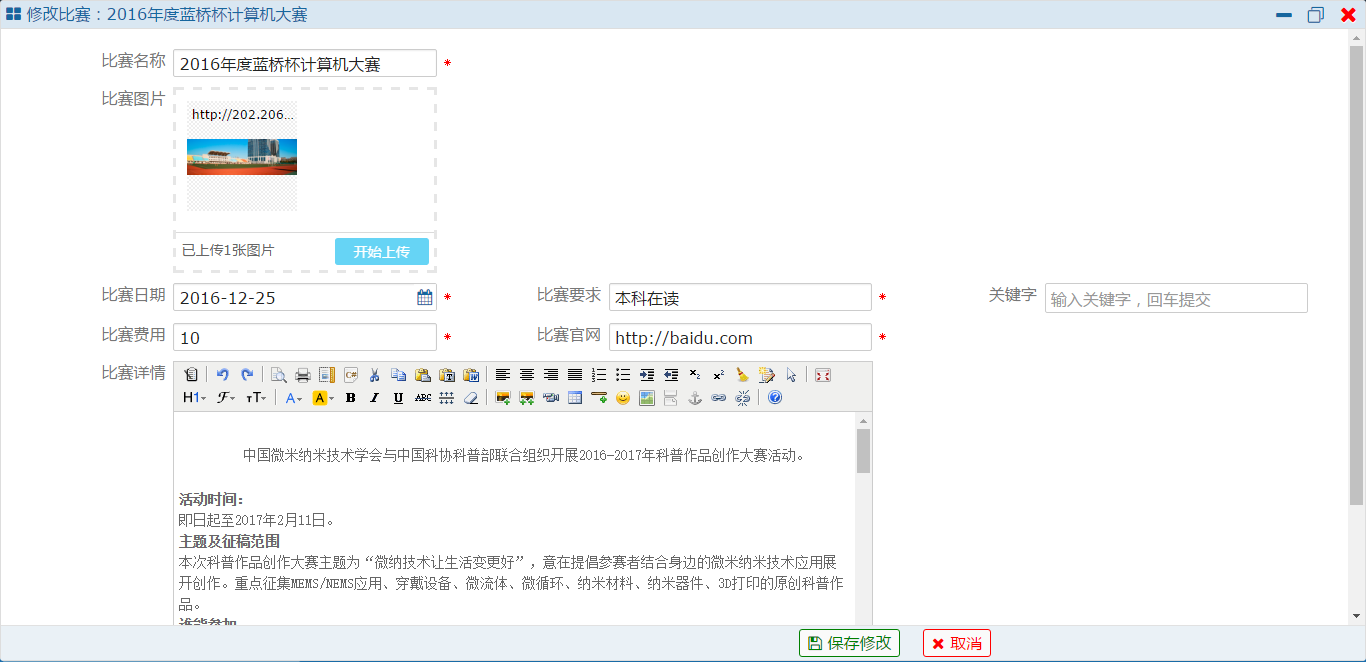 修改比赛：2016年度蓝桥杯计算机大赛
比赛名称 2016年度蓝桥杯计算机大赛 *
比赛图片
http://202.206...
已上传1张图片 开始上传
比赛日期 2016-12-25 * 比赛要求 本科在读 * 关键字 输入关键字，回车提交
比赛费用 10 * 比赛官网 http://baidu.com *
比赛详情
H1 F TT A A B I U ABC
中国微米纳米技术学会与中国科协科普部联合组织开展2016-2017年科普作品创作大赛活动。
活动时间：
即日起至2017年2月11日。
主题及征稿范围
本次科普作品创作大赛主题为“微纳技术让生活变更好”，意在提倡参赛者结合身边的微米纳米技术应用展
开创作。重点征集MEMS/NEMS应用、穿戴设备、微流体、微循环、纳米材料、纳米器件、3D打印的原创科普作
品。
谁能参加
保存修改 取消